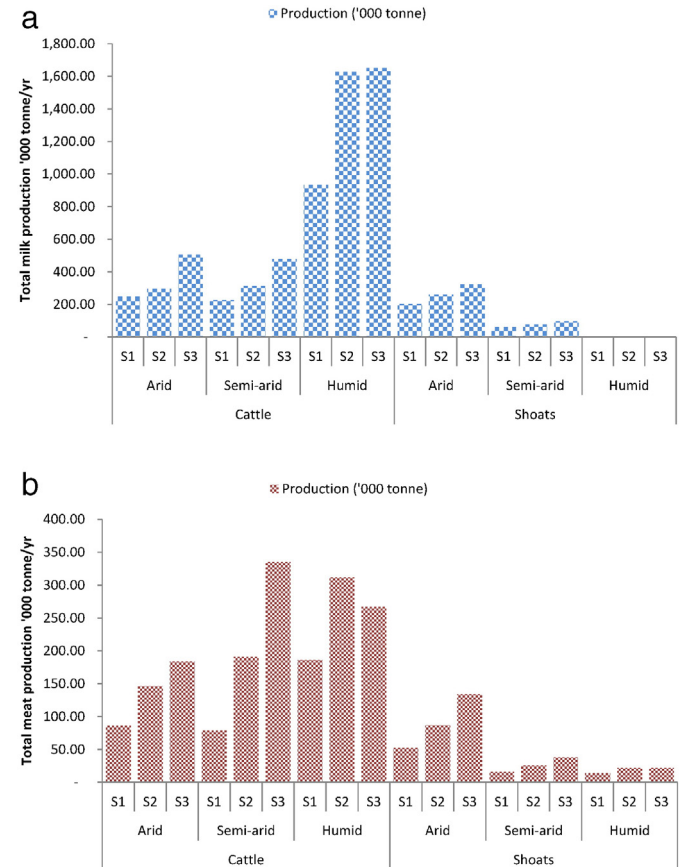 a
Production ('000 tonne)
Total milk production '000 tonne/yr
1,800.00
1,600.00
1,400.00
1,200.00
1,000.00
800.00
600.00
400.00
200.00
-
S1 S2 S3 S1 S2 S3 S1 S2 S3 S1 S2 S3 S1 S2 S3 S1 S2 S3
Arid Semi-arid Humid Arid Semi-arid Humid
Cattle Shoats
b
Production ('000 tonne)
Total meat production '000 tonne/yr
400.00
350.00
300.00
250.00
200.00
150.00
100.00
50.00
-
S1 S2 S3 S1 S2 S3 S1 S2 S3 S1 S2 S3 S1 S2 S3 S1 S2 S3
Arid Semi-arid Humid Arid Semi-arid Humid
Cattle Shoats